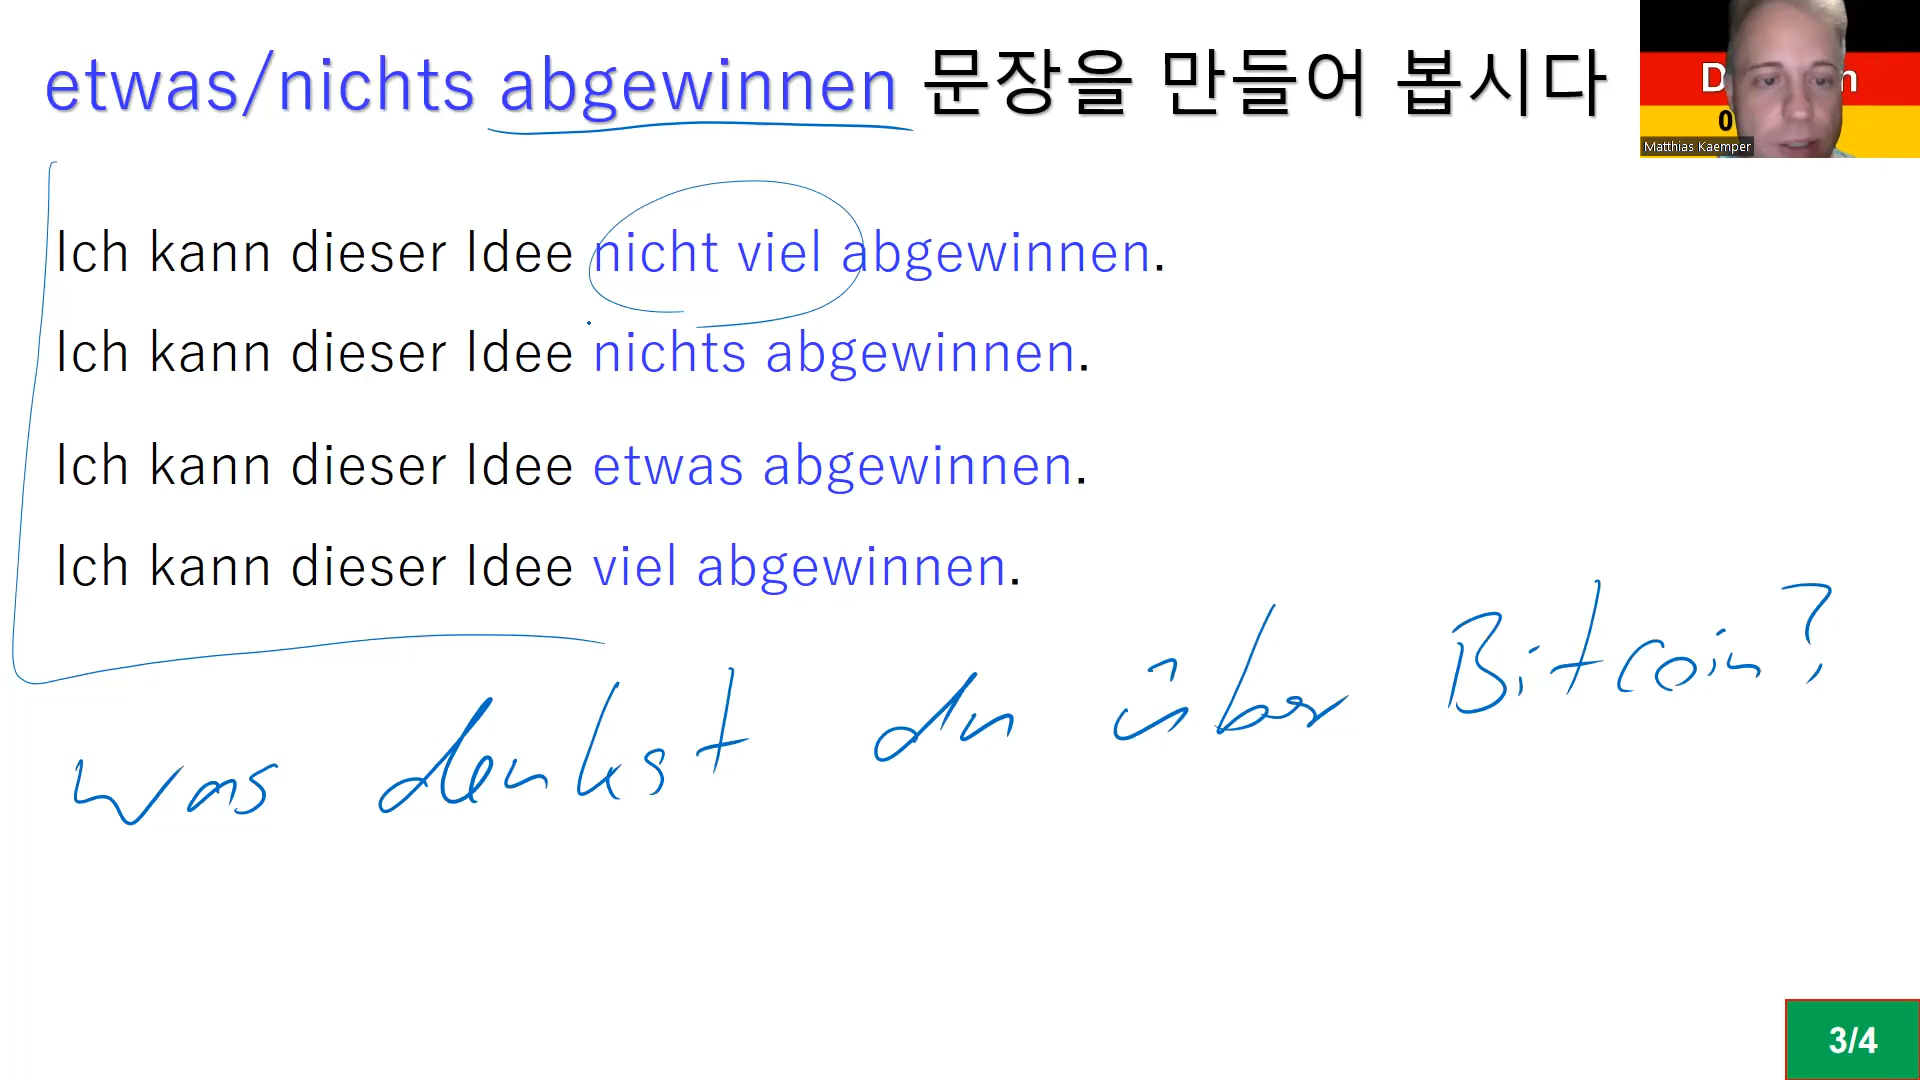 etwas/nichts abgewinnen 문장을 만들어 봅시다
D n
0
Matthias Kaemper
Ich kann dieser Idee nicht viel abgewinnen.
Ich kann dieser Idee nichts abgewinnen.
Ich kann dieser Idee etwas abgewinnen.
Ich kann dieser Idee viel abgewinnen.
was denkst du über Bitcoin?
3/4